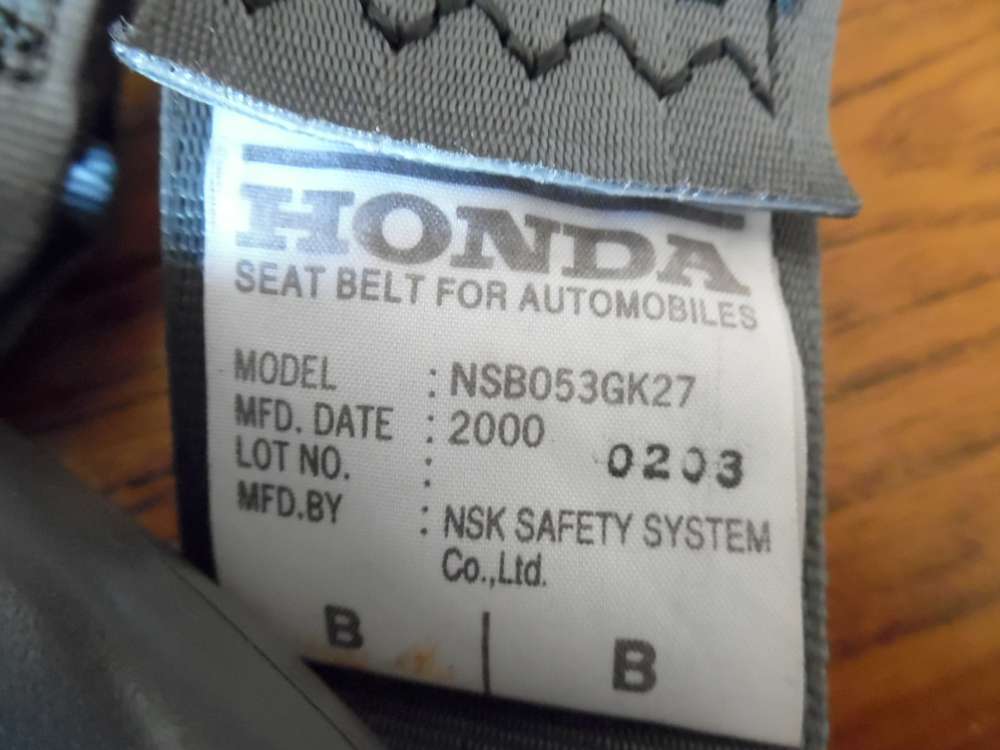 HONDA
SEAT BELT FOR AUTOMOBILES
MODEL : NSB053GK27
MFD. DATE : 2000 0203
LOT NO. :
MFD.BY : NSK SAFETY SYSTEM
Co.,Ltd.
B | B